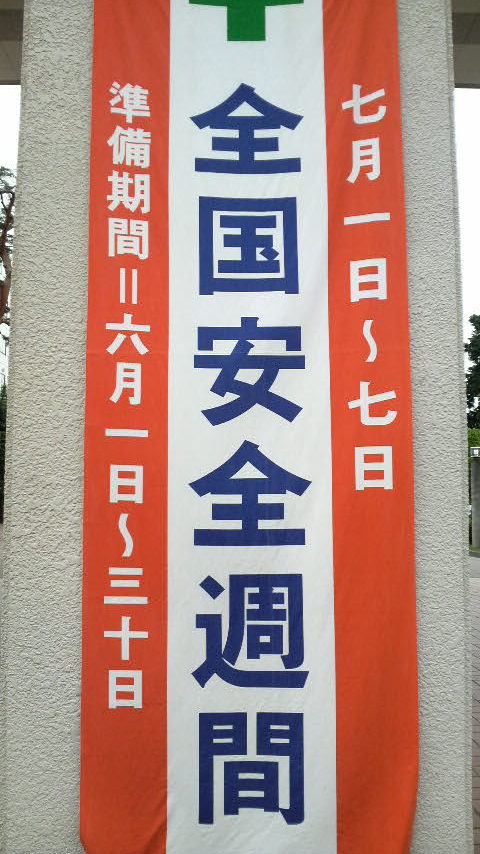 七月一日～七日
全国安全週間
準備期間＝六月一日～三十日